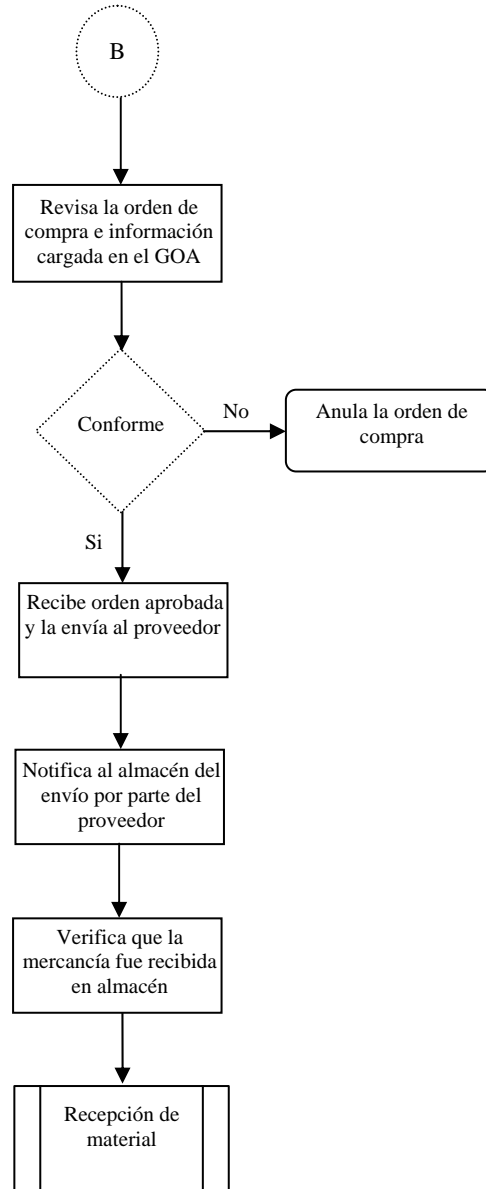 B
Revisa la orden de
compra e información
cargada en el GOA
Conforme
No
Anula la orden de
compra
Si
Recibe orden aprobada
y la envía al proveedor
Notifica al almacén del
envío por parte del
proveedor
Verifica que la
mercancía fue recibida
en almacén
Recepción de
material